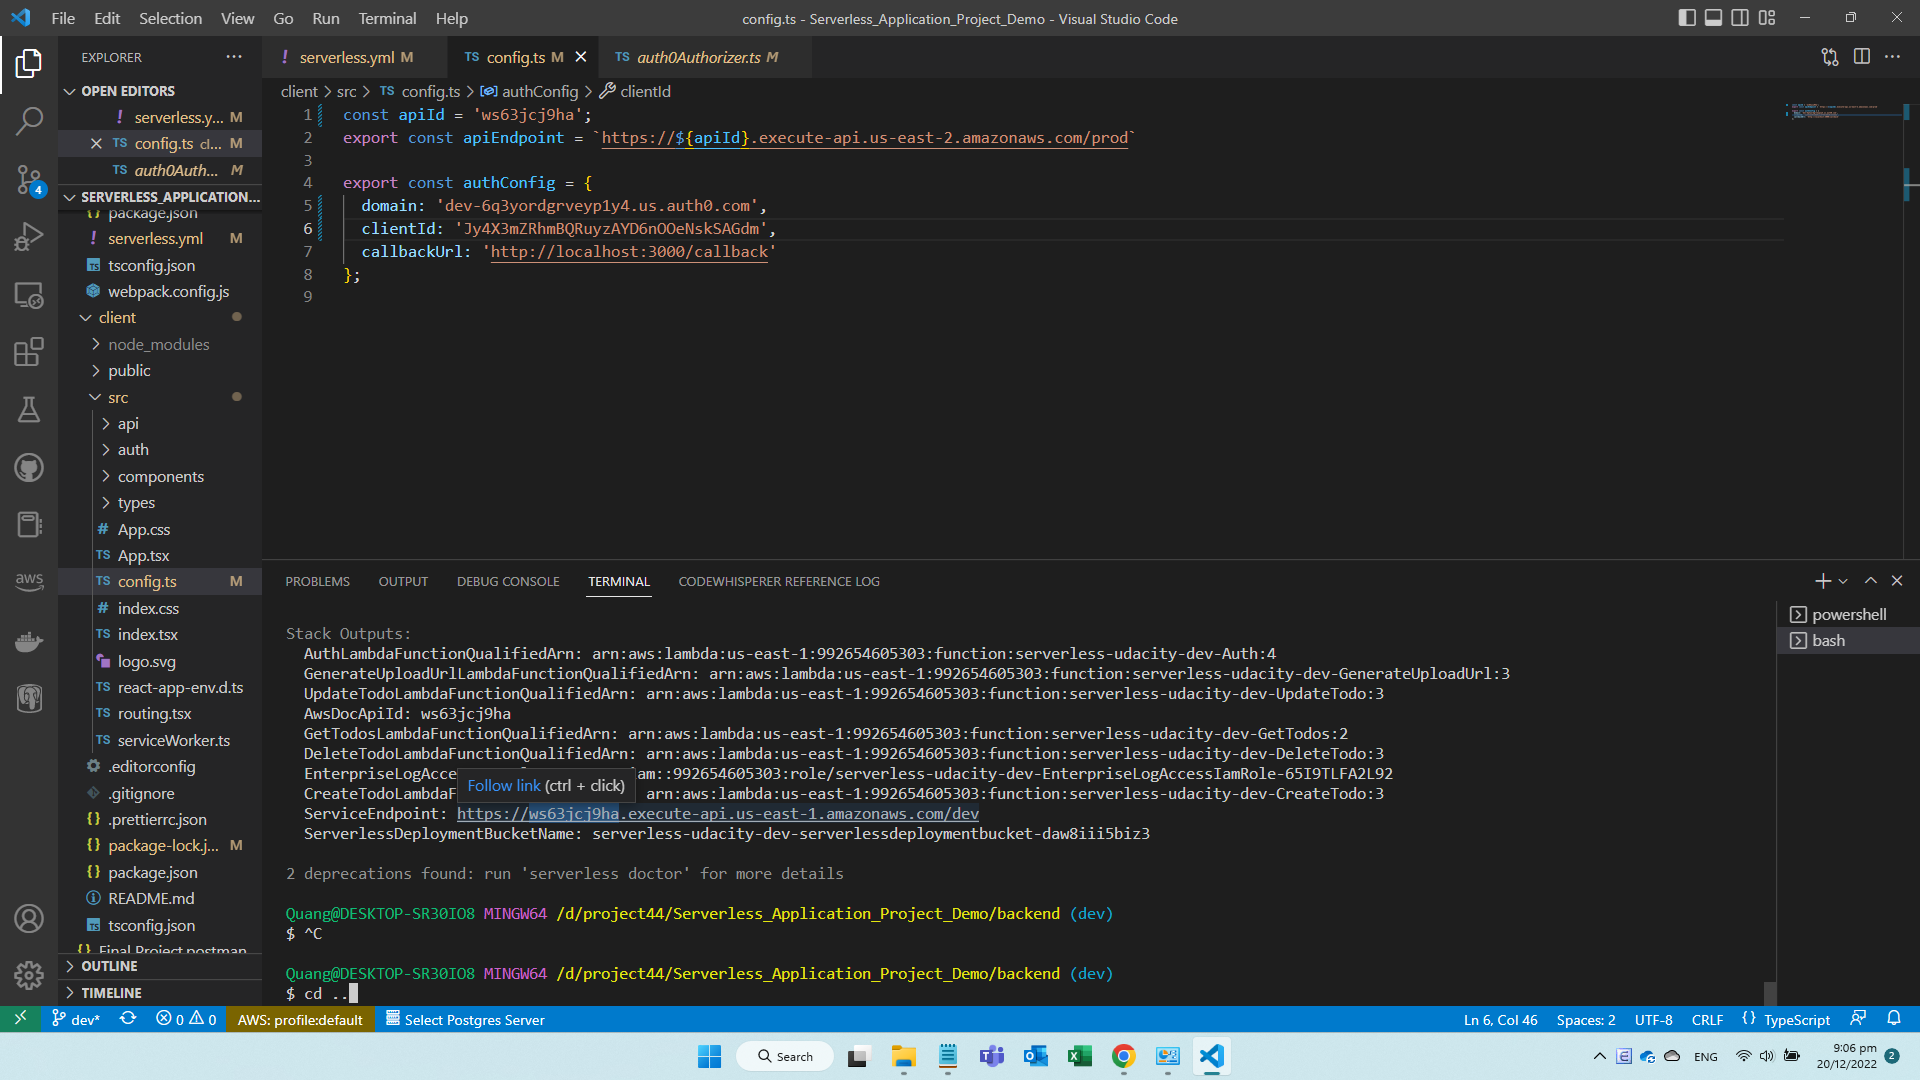 File Edit Selection View Go Run Terminal Help
config.ts - Serverless_Application_Project_Demo - Visual Studio Code
EXPLORER
OPEN EDITORS
! serverless.y... M
TS config.ts cl... M
TS auth0Auth... M
SERVERLESS_APPLICATION...
{} package.json
! serverless.yml M
tsconfig.json
webpack.config.js
client
node_modules
public
src
api
auth
components
types
# App.css
TS App.tsx
TS config.ts M
# index.css
TS index.tsx
logo.svg
TS react-app-env.d.ts
TS routing.tsx
TS serviceWorker.ts
.editorconfig
.gitignore
{} .prettierrc.json
{} package-lock.j... M
{} package.json
README.md
tsconfig.json
{} Final Project.postman
OUTLINE
TIMELINE
4
aws
! serverless.yml M
TS config.ts M
TS auth0Authorizer.ts M
client > src > TS config.ts > authConfig > clientId
1 const apiId = 'ws63jcj9ha';
2 export const apiEndpoint = `https://${apiId}.execute-api.us-east-2.amazonaws.com/prod`
3
4 export const authConfig = {
5 domain: 'dev-6q3yordgrveyp1y4.us.auth0.com',
6 clientId: 'Jy4X3mZRhmBQRuyzAYD6nOOeNskSAGdm',
7 callbackUrl: 'http://localhost:3000/callback'
8 };
9
PROBLEMS OUTPUT DEBUG CONSOLE TERMINAL CODEWHISPERER REFERENCE LOG
powershell
bash
Stack Outputs:
AuthLambdaFunctionQualifiedArn: arn:aws:lambda:us-east-1:992654605303:function:serverless-udacity-dev-Auth:4
GenerateUploadUrlLambdaFunctionQualifiedArn: arn:aws:lambda:us-east-1:992654605303:function:serverless-udacity-dev-GenerateUploadUrl:3
UpdateTodoLambdaFunctionQualifiedArn: arn:aws:lambda:us-east-1:992654605303:function:serverless-udacity-dev-UpdateTodo:3
AwsDocApiId: ws63jcj9ha
GetTodosLambdaFunctionQualifiedArn: arn:aws:lambda:us-east-1:992654605303:function:serverless-udacity-dev-GetTodos:2
DeleteTodoLambdaFunctionQualifiedArn: arn:aws:lambda:us-east-1:992654605303:function:serverless-udacity-dev-DeleteTodo:3
EnterpriseLogAcce am::992654605303:role/serverless-udacity-dev-EnterpriseLogAccessIamRole-65I9TLFA2L92
Follow link (ctrl + click)
CreateTodoLambdaF arn:aws:lambda:us-east-1:992654605303:function:serverless-udacity-dev-CreateTodo:3
ServiceEndpoint: https://ws63jcj9ha.execute-api.us-east-1.amazonaws.com/dev
ServerlessDeploymentBucketName: serverless-udacity-dev-serverlessdeploymentbucket-daw8iii5biz3
2 deprecations found: run 'serverless doctor' for more details
Quang@DESKTOP-SR30IO8 MINGW64 /d/project44/Serverless_Application_Project_Demo/backend (dev)
$ ^C
Quang@DESKTOP-SR30IO8 MINGW64 /d/project44/Serverless_Application_Project_Demo/backend (dev)
$ cd ..
dev* 0 0 AWS: profile:default Select Postgres Server
Ln 6, Col 46 Spaces: 2 UTF-8 CRLF {} TypeScript
Search
ENG
9:06 pm
20/12/2022
2